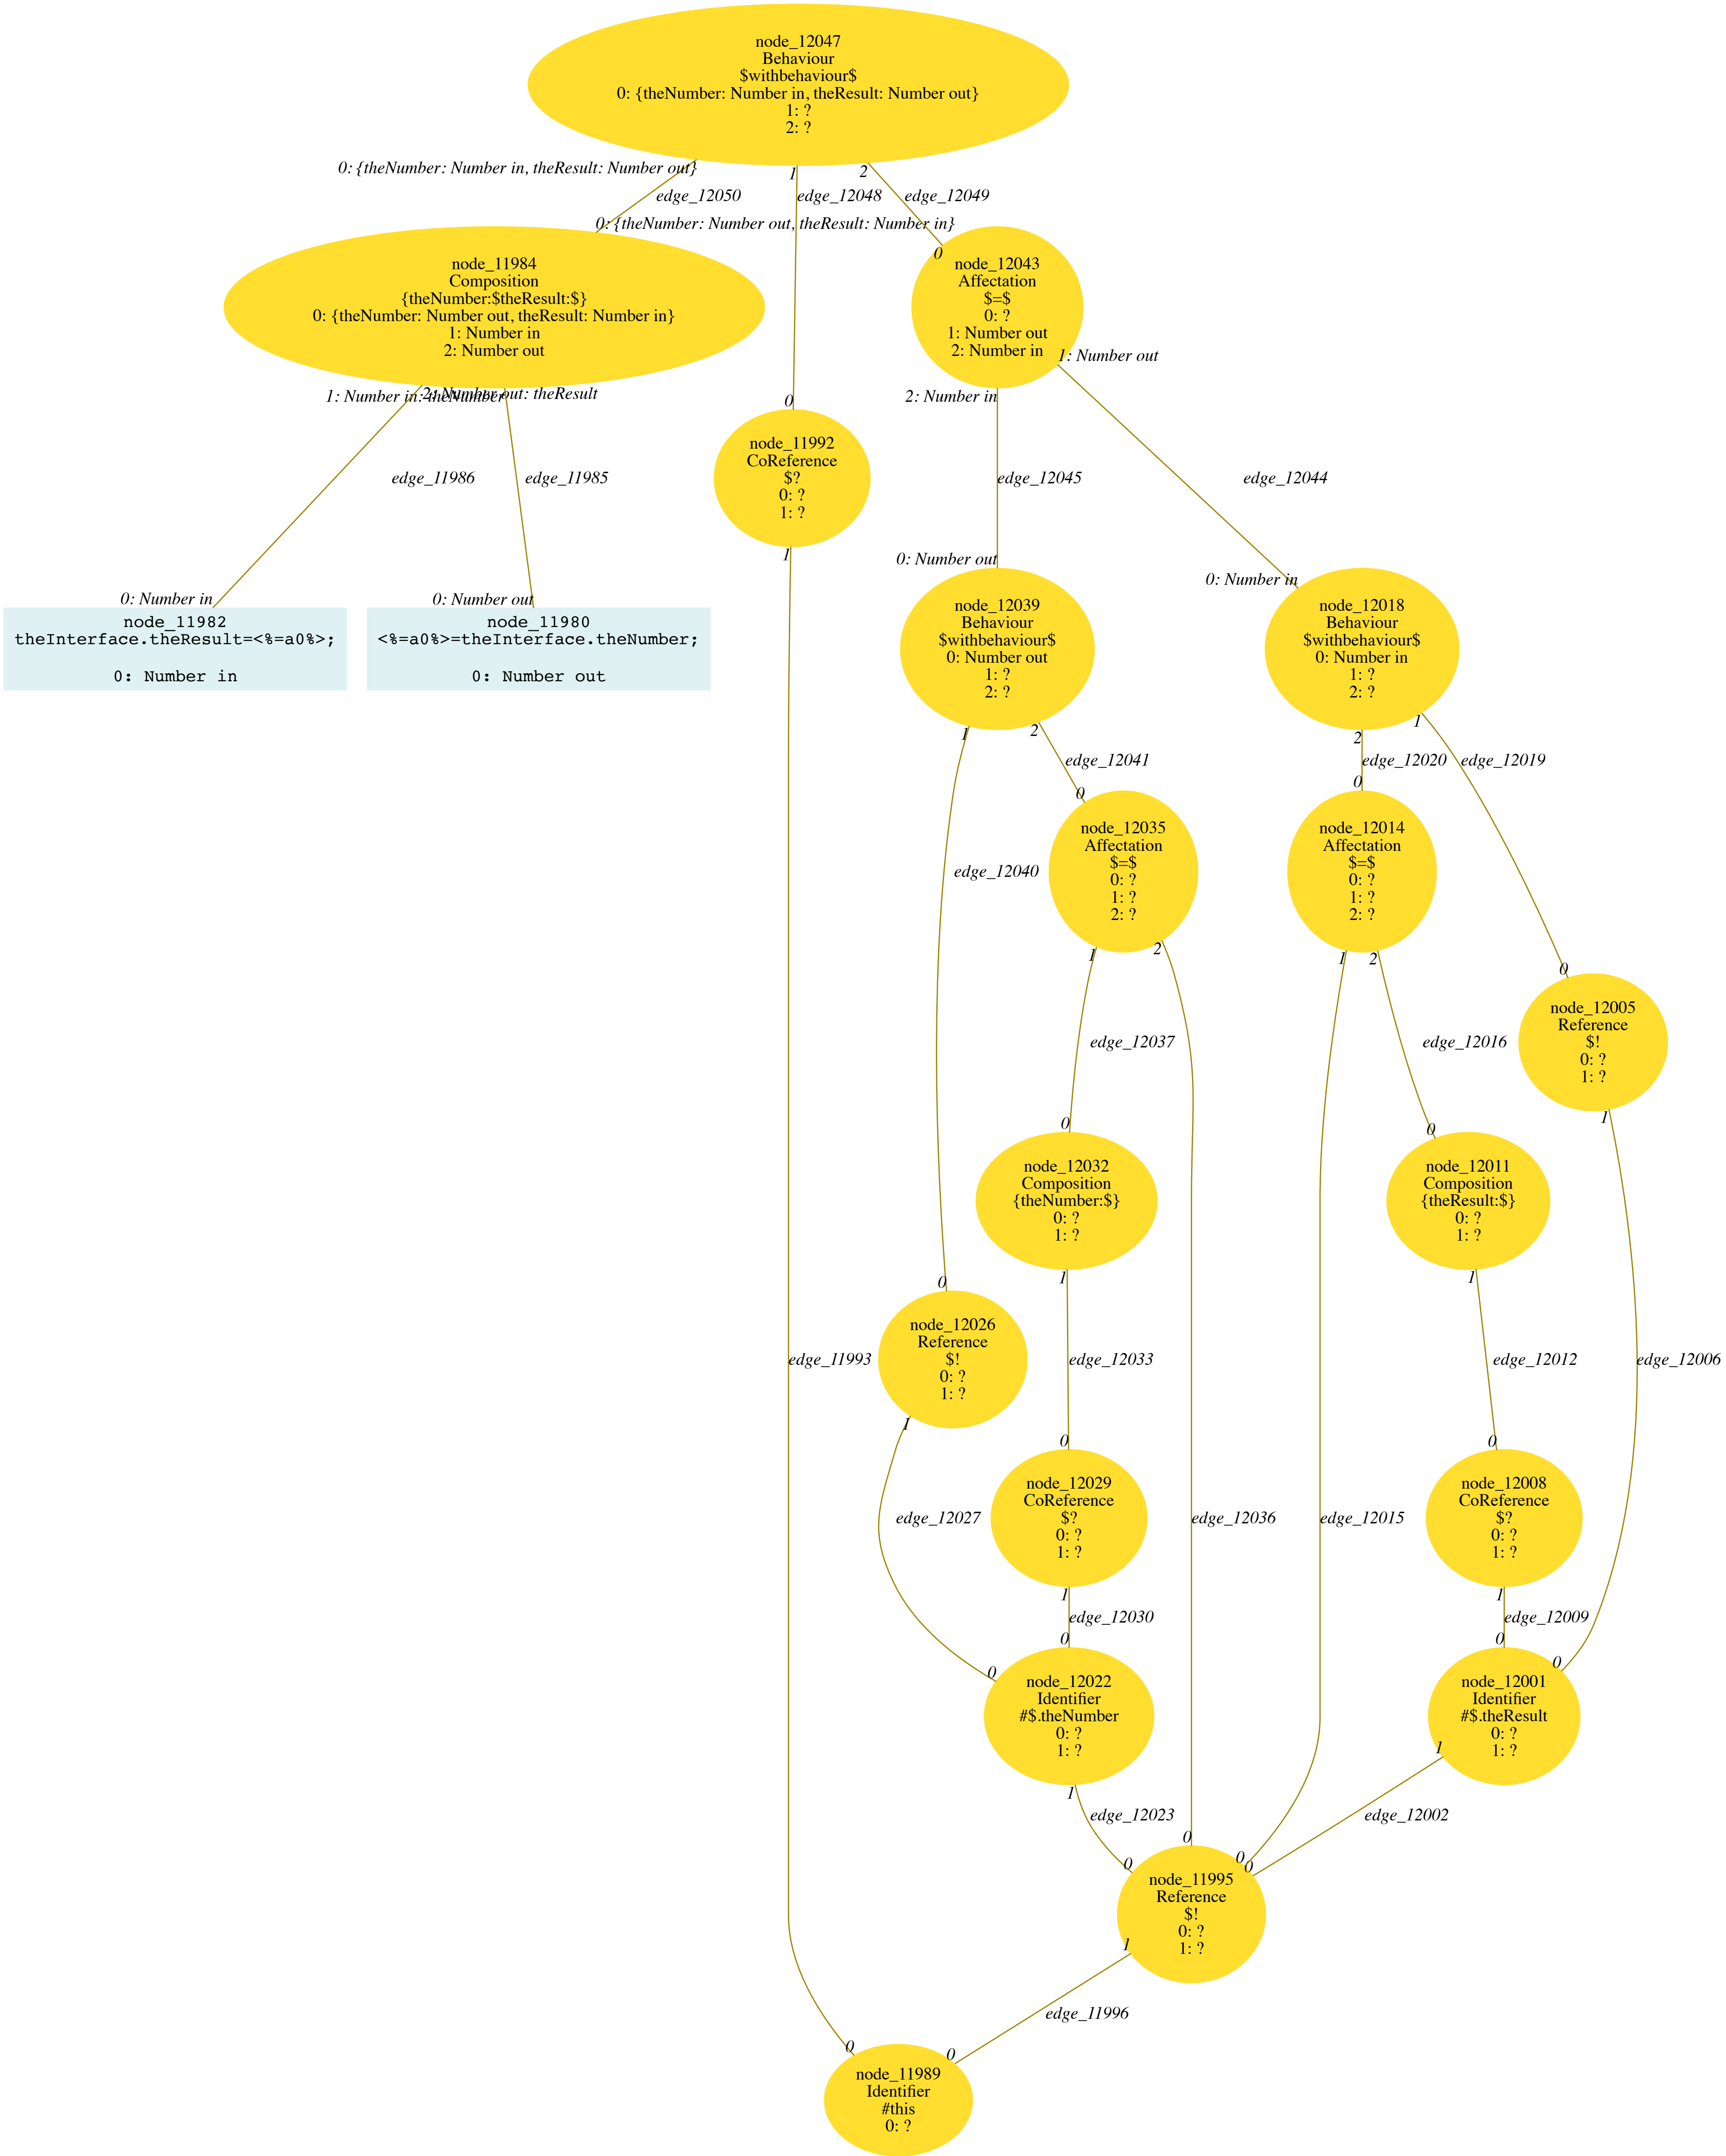 node_12047
Behaviour
$withbehaviour$
0: {theNumber: Number in, theResult: Number out}
1: ?
2: ?
0: {theNumber: Number in, theResult: Number out}
1
2
edge_12050
edge_12048
edge_12049
0: {theNumber: Number out, theResult: Number in}
0
node_11984
Composition
{theNumber:$theResult:$}
0: {theNumber: Number out, theResult: Number in}
1: Number in
2: Number out
node_12043
Affectation
$=$
0: ?
1: Number out
2: Number in
1: Number out
1: Number in: theNumber
2: Number out: theResult
0
2: Number in
node_11992
CoReference
$?
0: ?
1: ?
edge_11986
edge_11985
edge_12045
edge_12044
1
0: Number out
0: Number in
0: Number in
0: Number out
node_11982
theInterface.theResult=<%=a0%>;
0: Number in
node_11980
<%=a0%>=theInterface.theNumber;
0: Number out
node_12039
Behaviour
$withbehaviour$
0: Number out
1: ?
2: ?
node_12018
Behaviour
$withbehaviour$
0: Number in
1: ?
2: ?
1
2
2
1
edge_12041
edge_12020
edge_12019
0
0
node_12035
Affectation
$=$
0: ?
1: ?
2: ?
node_12014
Affectation
$=$
0: ?
1: ?
2: ?
edge_12040
1
2
1
2
0
node_12005
Reference
$!
0: ?
1: ?
edge_12037
edge_12016
1
0
0
node_12032
Composition
{theNumber:$}
0: ?
1: ?
node_12011
Composition
{theResult:$}
0: ?
1: ?
0
1
1
node_12026
Reference
$!
0: ?
1: ?
edge_11993
edge_12033
edge_12012
edge_12006
1
0
0
node_12029
CoReference
$?
0: ?
1: ?
node_12008
CoReference
$?
0: ?
1: ?
edge_12027
edge_12036
edge_12015
1
1
edge_12030
edge_12009
0
0
0
0
node_12022
Identifier
#$.theNumber
0: ?
1: ?
node_12001
Identifier
#$.theResult
0: ?
1: ?
1
1
edge_12023
edge_12002
0
0
0
0
node_11995
Reference
$!
0: ?
1: ?
1
edge_11996
0
0
node_11989
Identifier
#this
0: ?